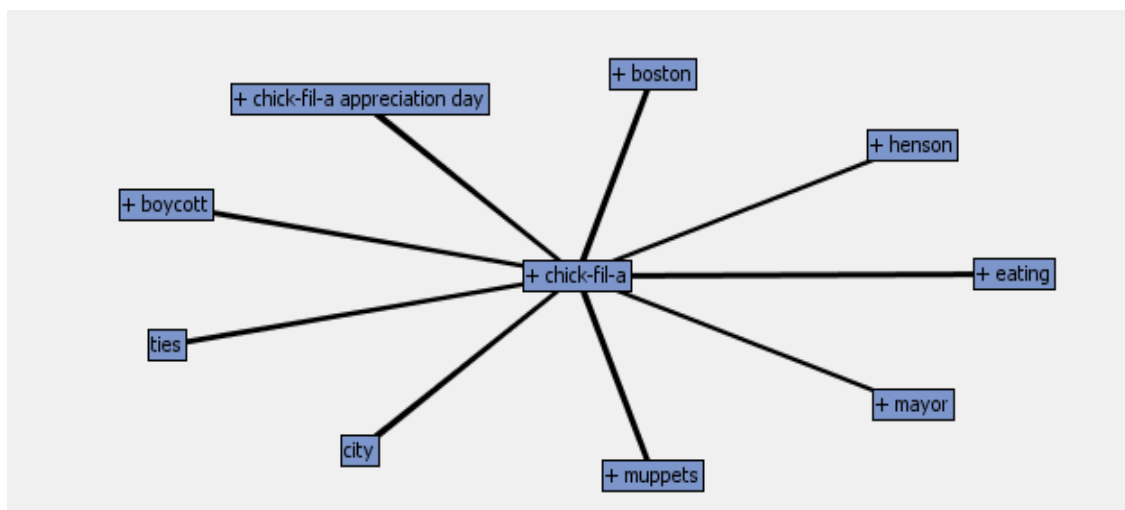 + boston
+ chick-fil-a appreciation day
+ henson
+ boycott
+ chick-fil-a
+ eating
ties
+ mayor
city
+ muppets